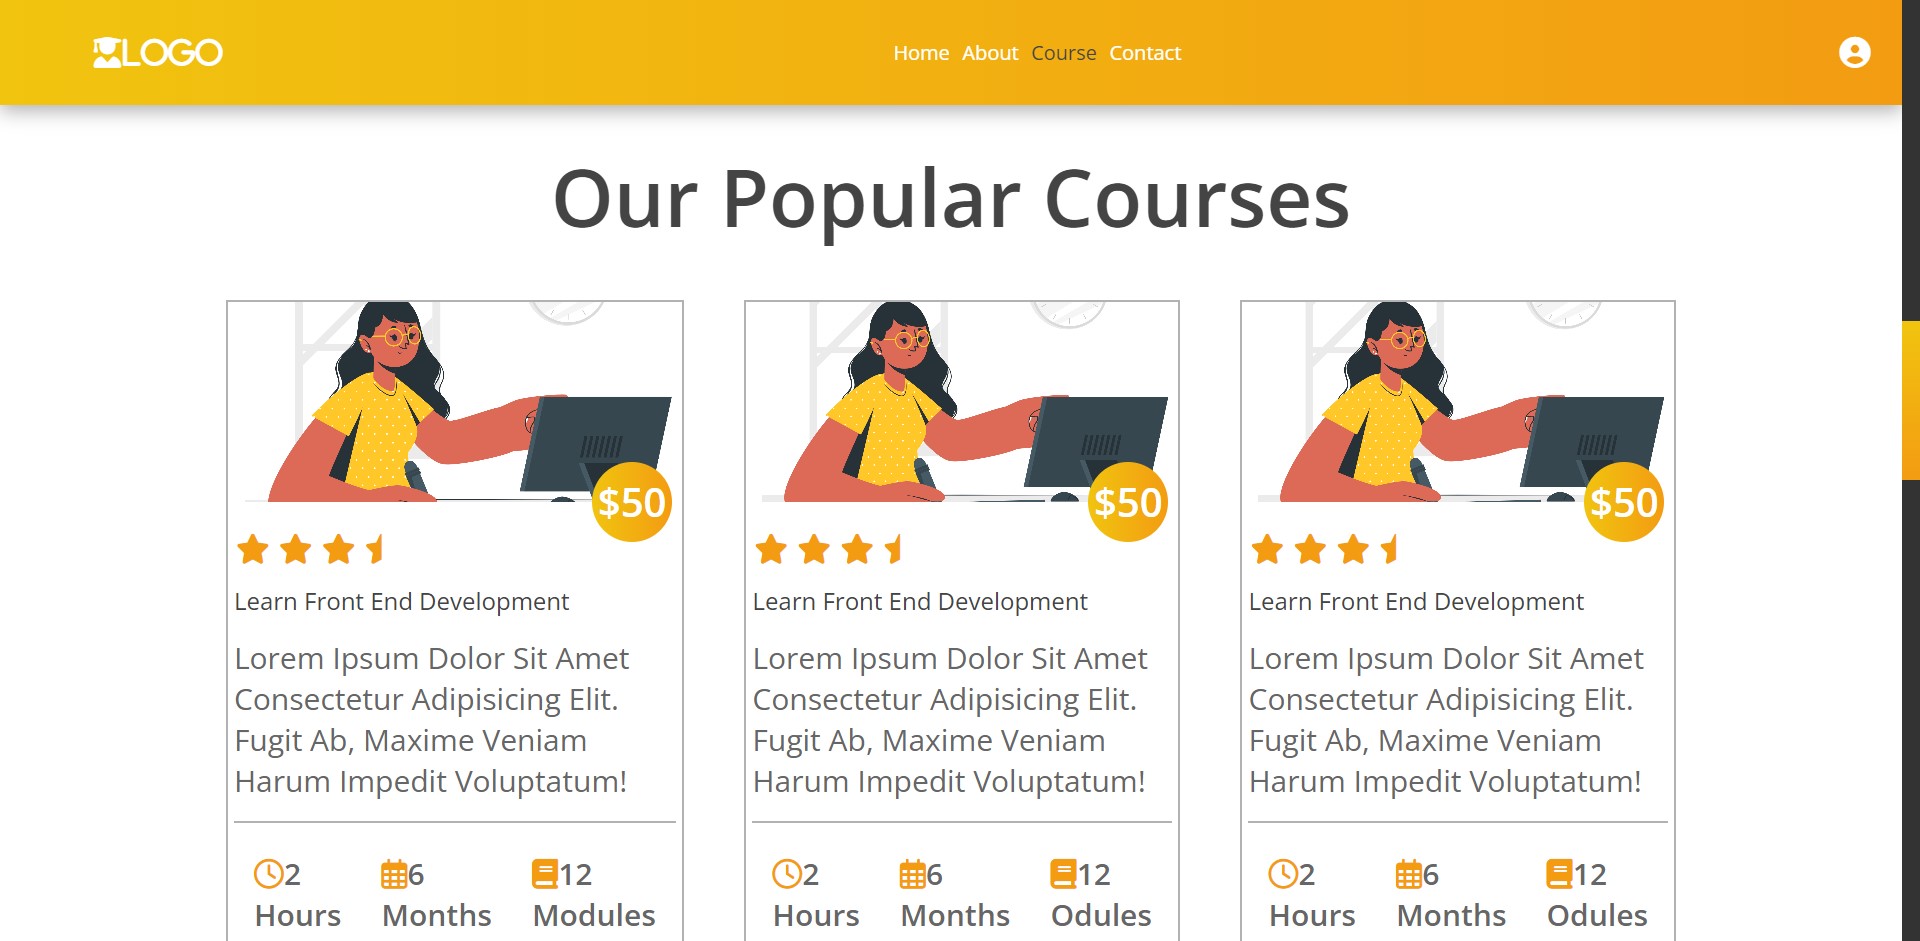 LOGO
Home About Course Contact
Our Popular Courses
$50
Learn Front End Development
Lorem Ipsum Dolor Sit Amet
Consectetur Adipisicing Elit.
Fugit Ab, Maxime Veniam
Harum Impedit Voluptatum!
2 Hours
6 Months
12 Modules
$50
Learn Front End Development
Lorem Ipsum Dolor Sit Amet
Consectetur Adipisicing Elit.
Fugit Ab, Maxime Veniam
Harum Impedit Voluptatum!
2 Hours
6 Months
12 Odules
$50
Learn Front End Development
Lorem Ipsum Dolor Sit Amet
Consectetur Adipisicing Elit.
Fugit Ab, Maxime Veniam
Harum Impedit Voluptatum!
2 Hours
6 Months
12 Odules